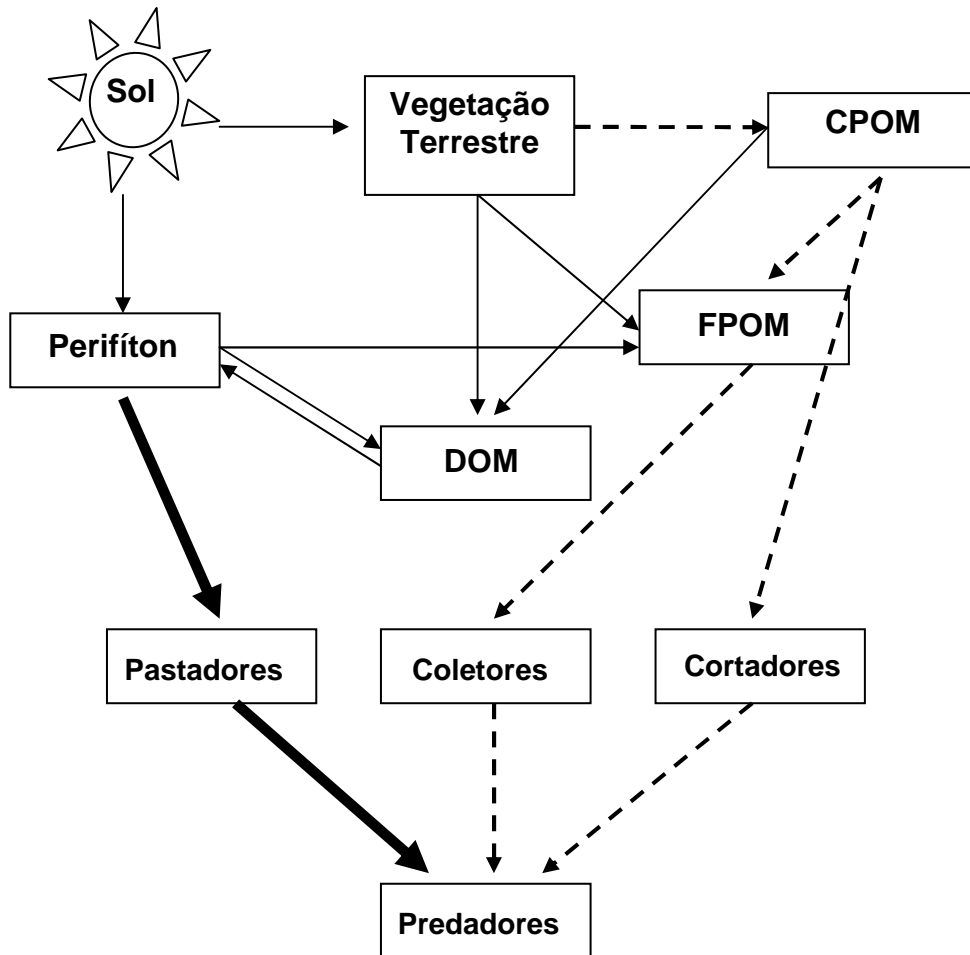 Sol
Vegetação
Terrestre
CPOM
FPOM
Perifíton
DOM
Pastadores
Coletores
Cortadores
Predadores